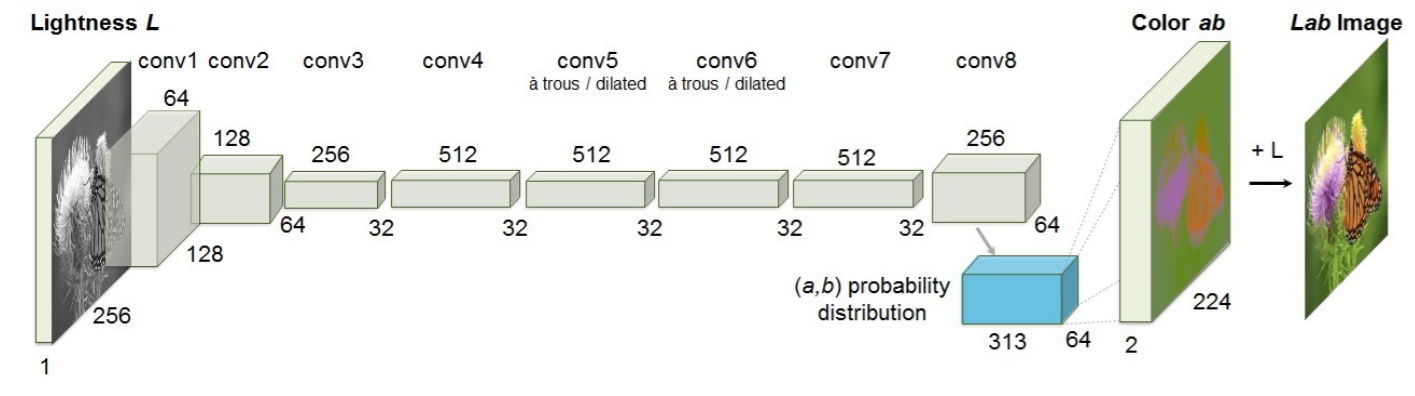 Lightness L
Color ab
Lab Image
conv1
conv2
conv3
conv4
conv5
à trous / dilated
conv6
à trous / dilated
conv7
conv8
64
128
256
512
512
512
512
256
+ L
128
64
32
32
32
32
32
64
256
1
(a,b) probability
distribution
313
64
2
224